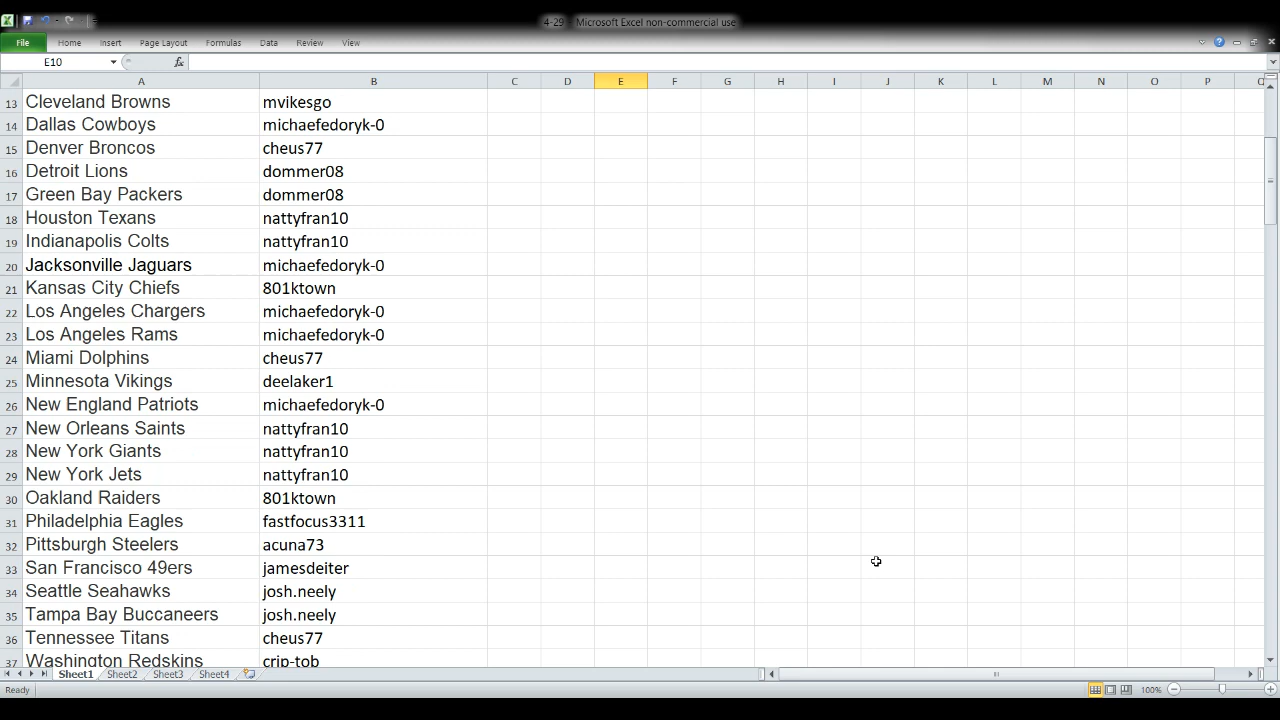 4-29 - Microsoft Excel non-commercial use
File Home Insert Page Layout Formulas Data Review View
E10 fx
A B C D E F G H I J K L M N O P
13 Cleveland Browns mvikesgo
14 Dallas Cowboys michaefedoryk-0
15 Denver Broncos cheus77
16 Detroit Lions dommer08
17 Green Bay Packers dommer08
18 Houston Texans nattyfran10
19 Indianapolis Colts nattyfran10
20 Jacksonville Jaguars michaefedoryk-0
21 Kansas City Chiefs 801ktown
22 Los Angeles Chargers michaefedoryk-0
23 Los Angeles Rams michaefedoryk-0
24 Miami Dolphins cheus77
25 Minnesota Vikings deelaker1
26 New England Patriots michaefedoryk-0
27 New Orleans Saints nattyfran10
28 New York Giants nattyfran10
29 New York Jets nattyfran10
30 Oakland Raiders 801ktown
31 Philadelphia Eagles fastfocus3311
32 Pittsburgh Steelers acuna73
33 San Francisco 49ers jamesdeiter
34 Seattle Seahawks josh.neely
35 Tampa Bay Buccaneers josh.neely
36 Tennessee Titans cheus77
37 Washington Redskins crip-tob
Sheet1 Sheet2 Sheet3 Sheet4
Ready 100%